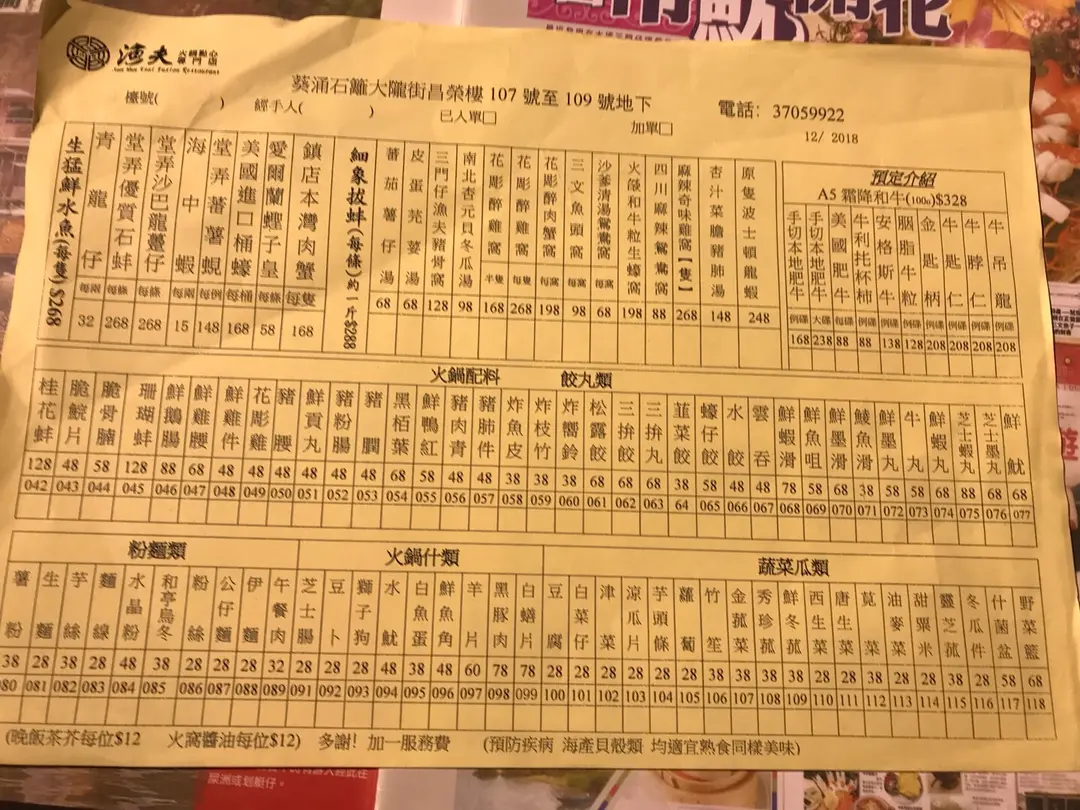 漁夫 火鍋點心專門店
葵涌石籬大隴街昌榮樓 107 號至 109 號地下
電話: 37059922
檯號( )
經手人( )
已入單□
加單□
12/ 2018
生猛鮮水魚(每隻) $268
青龍仔 每兩 32
堂弄優質石蚌 每條 268
堂弄沙巴龍躉仔 每條 268
海中蝦 每兩 15
堂弄蕃薯蜆 每例 148
美國進口桶蠔 每桶 168
愛爾蘭蟶子皇 每條 58
鎮店本灣肉蟹 每隻 168
細象拔蚌(每條)約一斤$288
蕃茄薯仔湯 68
皮蛋芫荽湯 68
三門仔漁夫豬骨窩 128
南北杏元貝冬瓜湯 98
花彫醉雞窩 半隻 168
花彫醉雞窩 每隻 268
花彫醉肉蟹窩 每窩 198
三文魚頭窩 每窩 98
沙爹清湯鴛鴦窩 每窩 68
火燄和牛粒生蠔窩 198
四川麻辣鴛鴦窩 88
麻辣奇味雞窩【隻】 268
杏汁菜膽豬肺湯 148
原隻波士頓龍蝦 248
預定介紹
A5 霜降和牛(100g)$328
手切本地肥牛 例碟 168
手切本地肥牛 大碟 238
美國肥牛 每碟 88
牛利托杯柿 每碟 88
安格斯牛 例碟 138
胭脂牛粒 例碟 128
金匙柄 例碟 208
牛匙仁 例碟 208
牛脖仁 例碟 208
牛吊龍 例碟 208
火鍋配料 餃丸類
桂花蚌 128 042
脆鯇片 48 043
脆骨腩 58 044
珊瑚蚌 128 045
鮮鵝腸 88 046
鮮雞腰 68 047
鮮雞件 48 048
花彫雞 48 049
豬腰 48 050
鮮貢丸 48 051
豬粉腸 48 052
豬膶 48 053
黑栢葉 68 054
鮮鴨紅 58 055
豬肉青 48 056
豬肺件 48 057
炸魚皮 38 058
炸枝竹 38 059
炸嚮鈴 38 060
松露餃 68 061
三拚餃 68 062
三拚丸 68 063
韮菜餃 38 64
蠔仔餃 58 065
水餃 48 066
雲吞 48 067
鮮蝦滑 78 068
鮮魚咀 58 069
鮮墨滑 68 070
鯪魚滑 38 071
鮮墨丸 58 072
牛丸 58 073
鮮蝦丸 68 074
芝士蝦丸 88 075
芝士墨丸 68 076
鮮魷 68 077
粉麵類
薯粉 38 080
生麵 28 081
芋絲 38 082
麵線 28 083
水晶粉 48 084
和亭烏冬 38 085
粉絲 28 086
公仔麵 28 087
伊麵 28 088
午餐肉 32 089
火鍋什類
芝士腸 28 091
豆卜 28 092
獅子狗 28 093
水魷 48 094
白魚蛋 38 095
鮮魚角 48 096
羊片 60 097
黑豚肉 78 098
白鱔片 78 099
蔬菜瓜類
豆腐 28 100
白菜仔 28 101
津菜 28 102
涼瓜片 28 103
芋頭條 28 104
蘿蔔 28 105
竹笙 38 106
金菰菜 28 107
秀珍菰 38 108
鮮冬菰 38 109
西生菜 28 110
唐生菜 28 111
莧菜 28 112
油麥菜 28 113
甜粟米 28 114
靈芝菰 38 115
冬瓜件 28 116
什菌盆 58 117
野菜籃 68 118
(晚飯茶芥每位$12 火窩醬油每位$12) 多謝! 加一服務費 (預防疾病 海產貝殼類 均適宜熟食同樣美味)